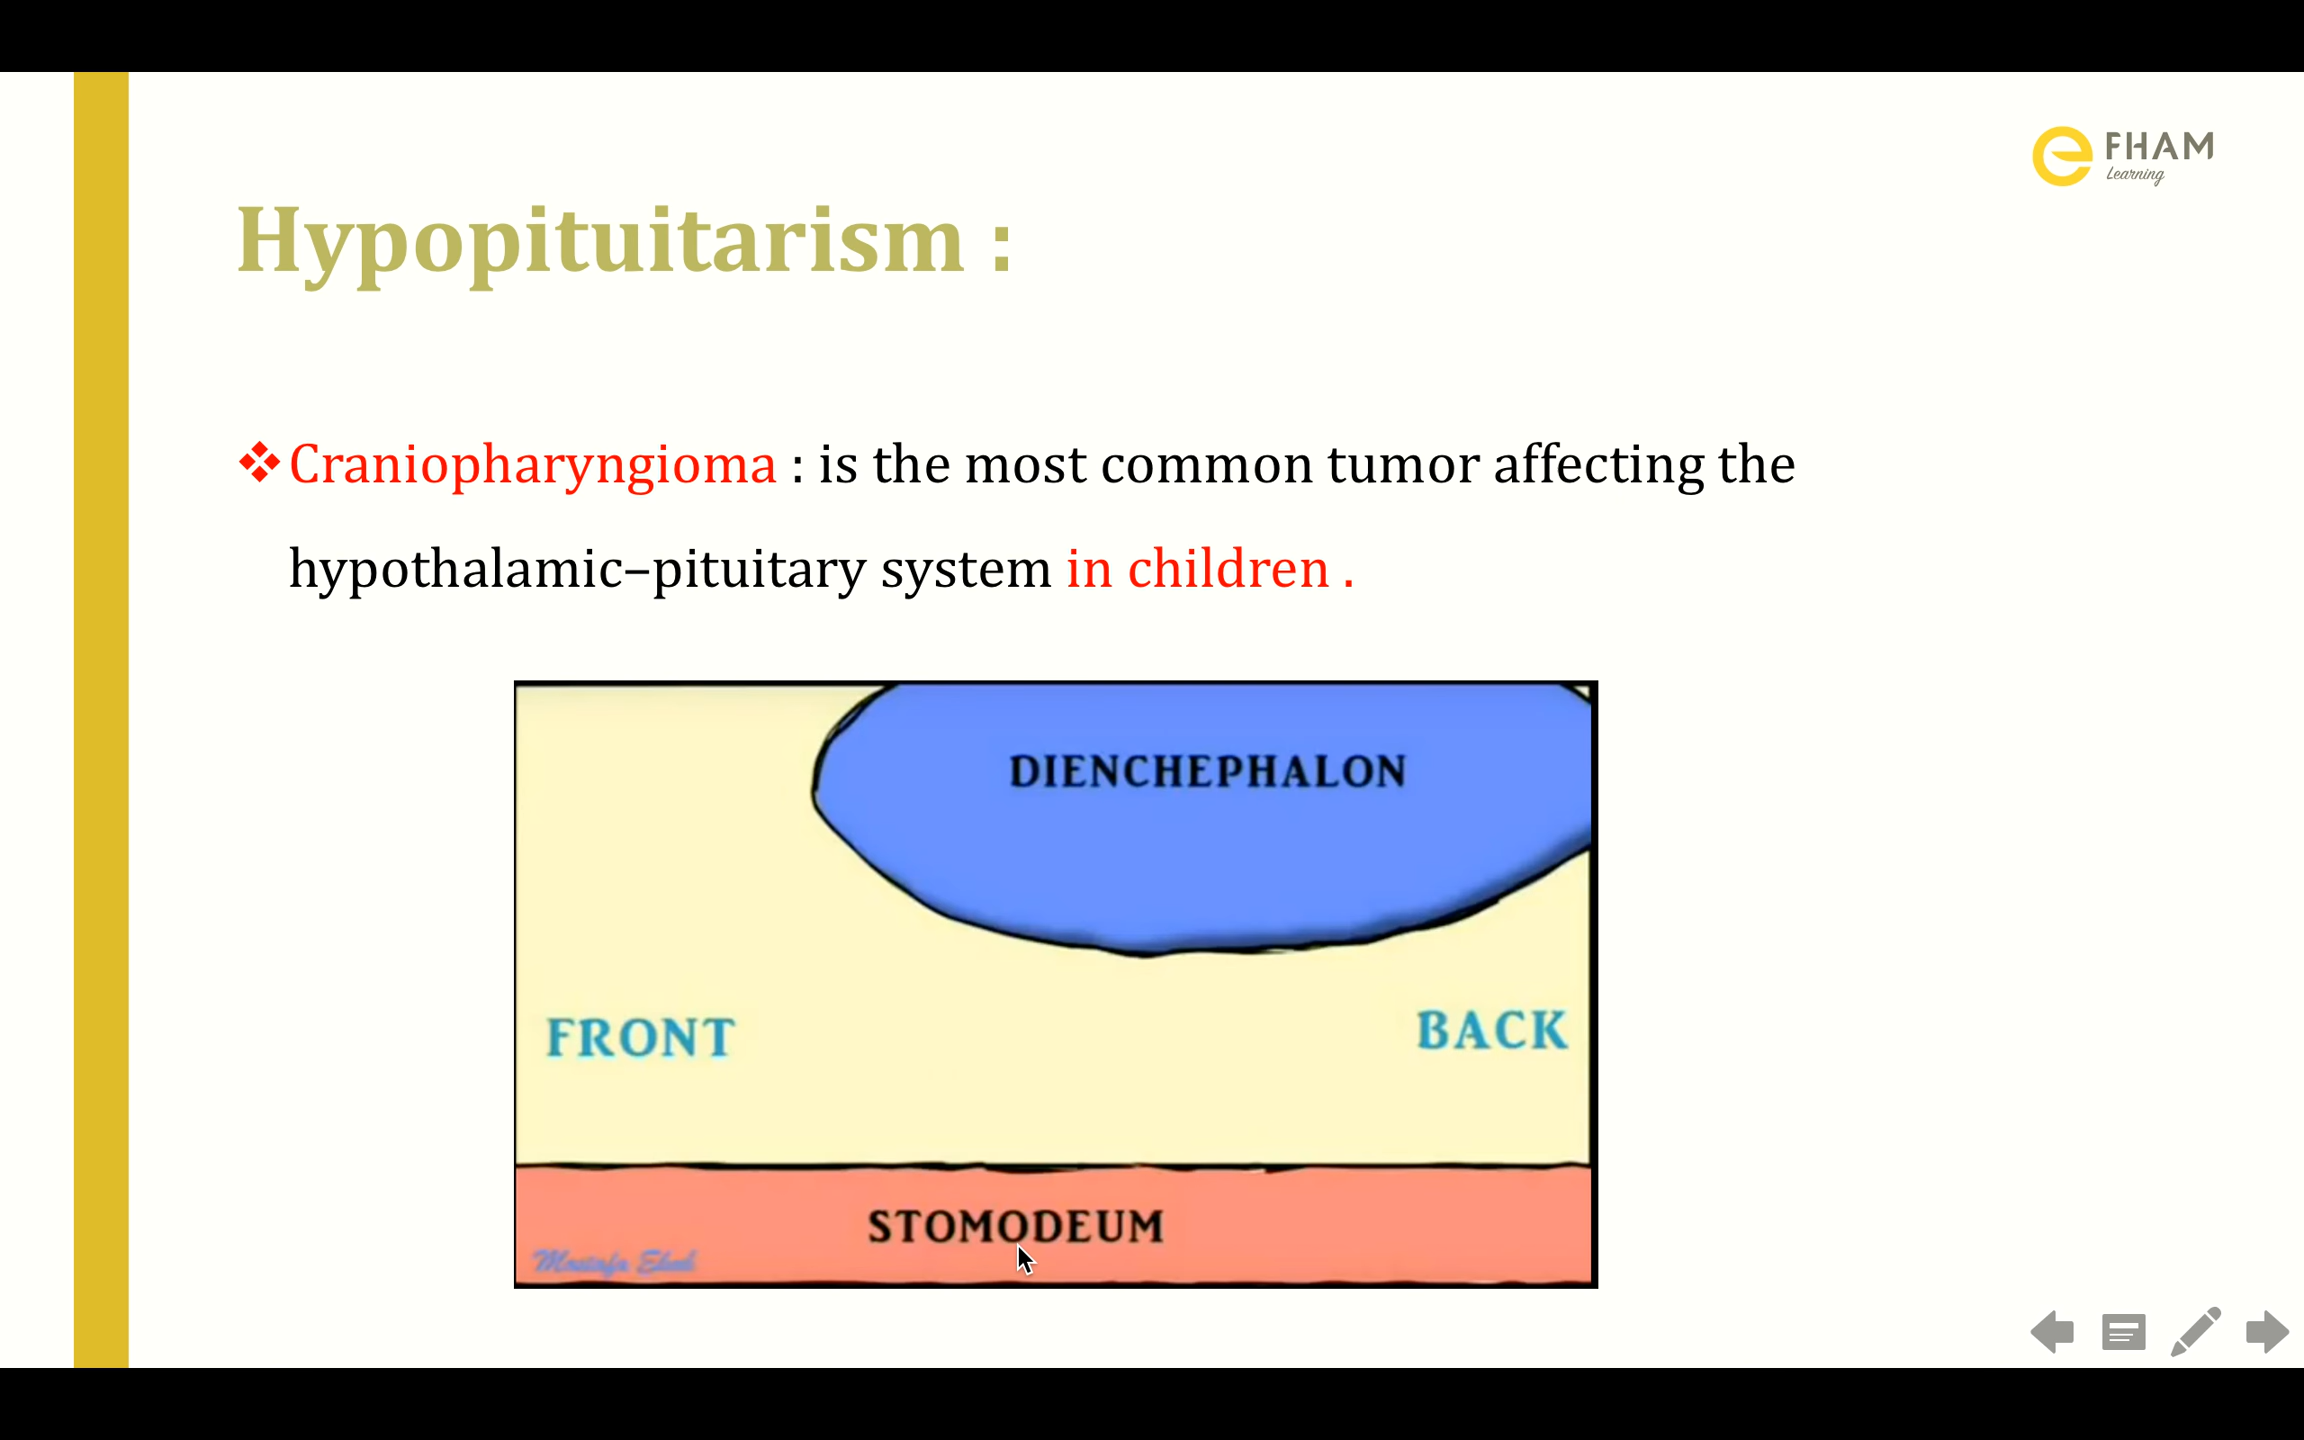 e FHAM
Learning
Hypopituitarism :
❖ Craniopharyngioma : is the most common tumor affecting the
hypothalamic–pituitary system in children .
DIENCHEPHALON
FRONT
BACK
STOMODEUM
Mostafa